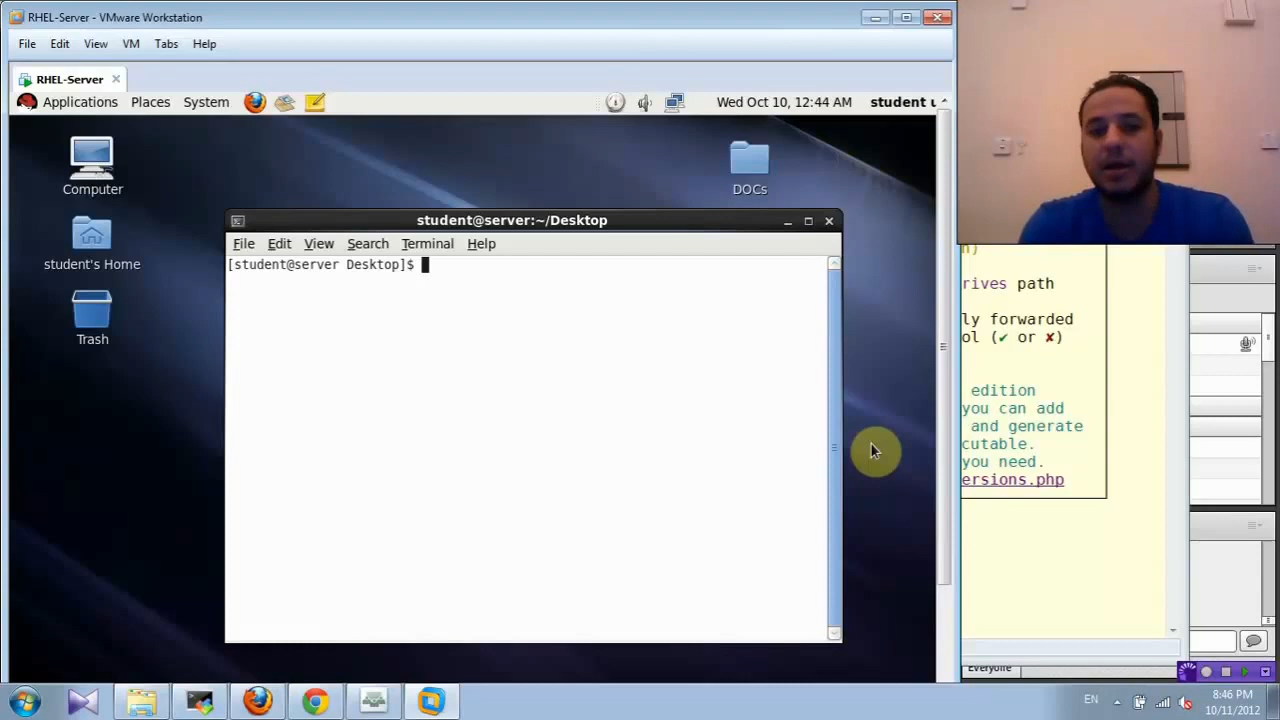 RHEL-Server - VMware Workstation
File Edit View VM Tabs Help
RHEL-Server
Applications Places System Wed Oct 10, 12:44 AM student
Computer
DOCs
student@server:~/Desktop
File Edit View Search Terminal Help
[student@server Desktop]$
student's Home
Trash
rives path
ly forwarded
ol (✔ or ✘)
edition
you can add
and generate
cutable.
you need.
ersions.php
Everyone
EN
8:46 PM
10/11/2012